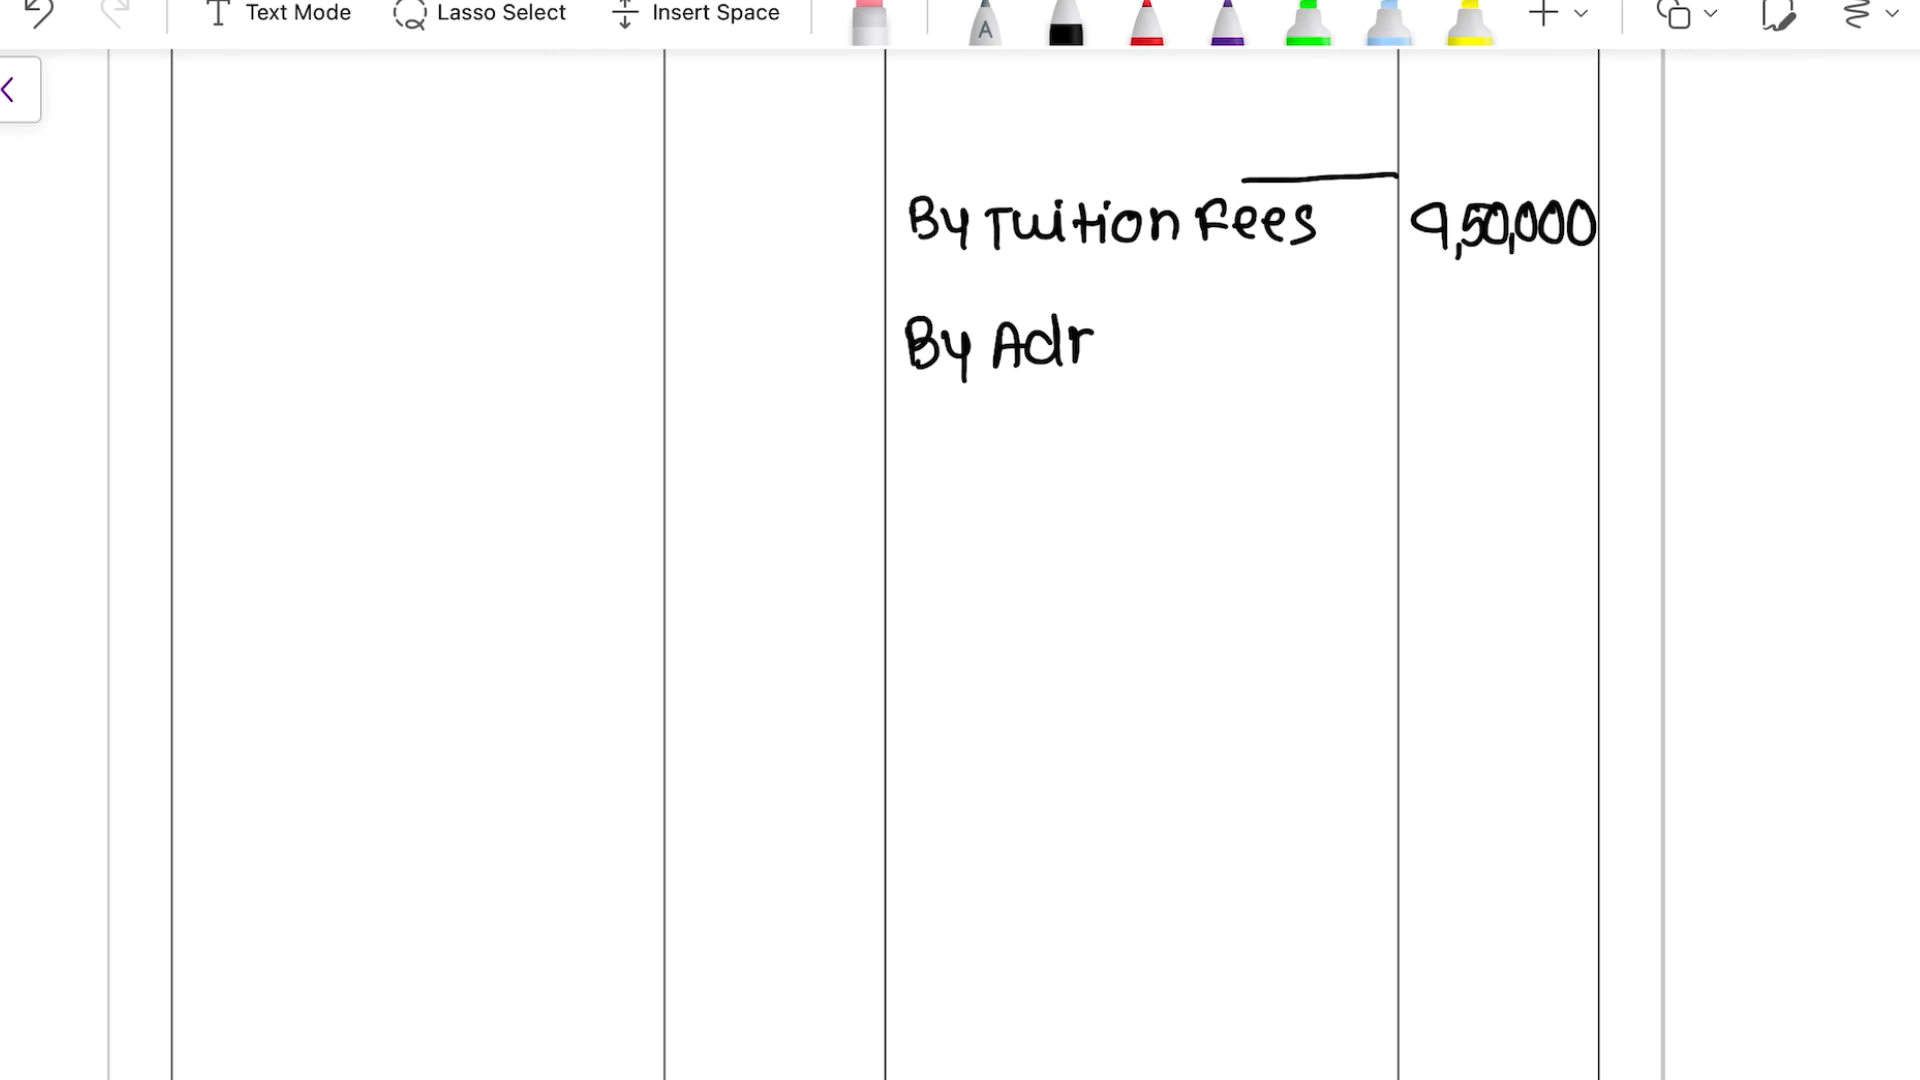 Text Mode Lasso Select Insert Space
A
By Tuition Fees 9,50,000
By Adr